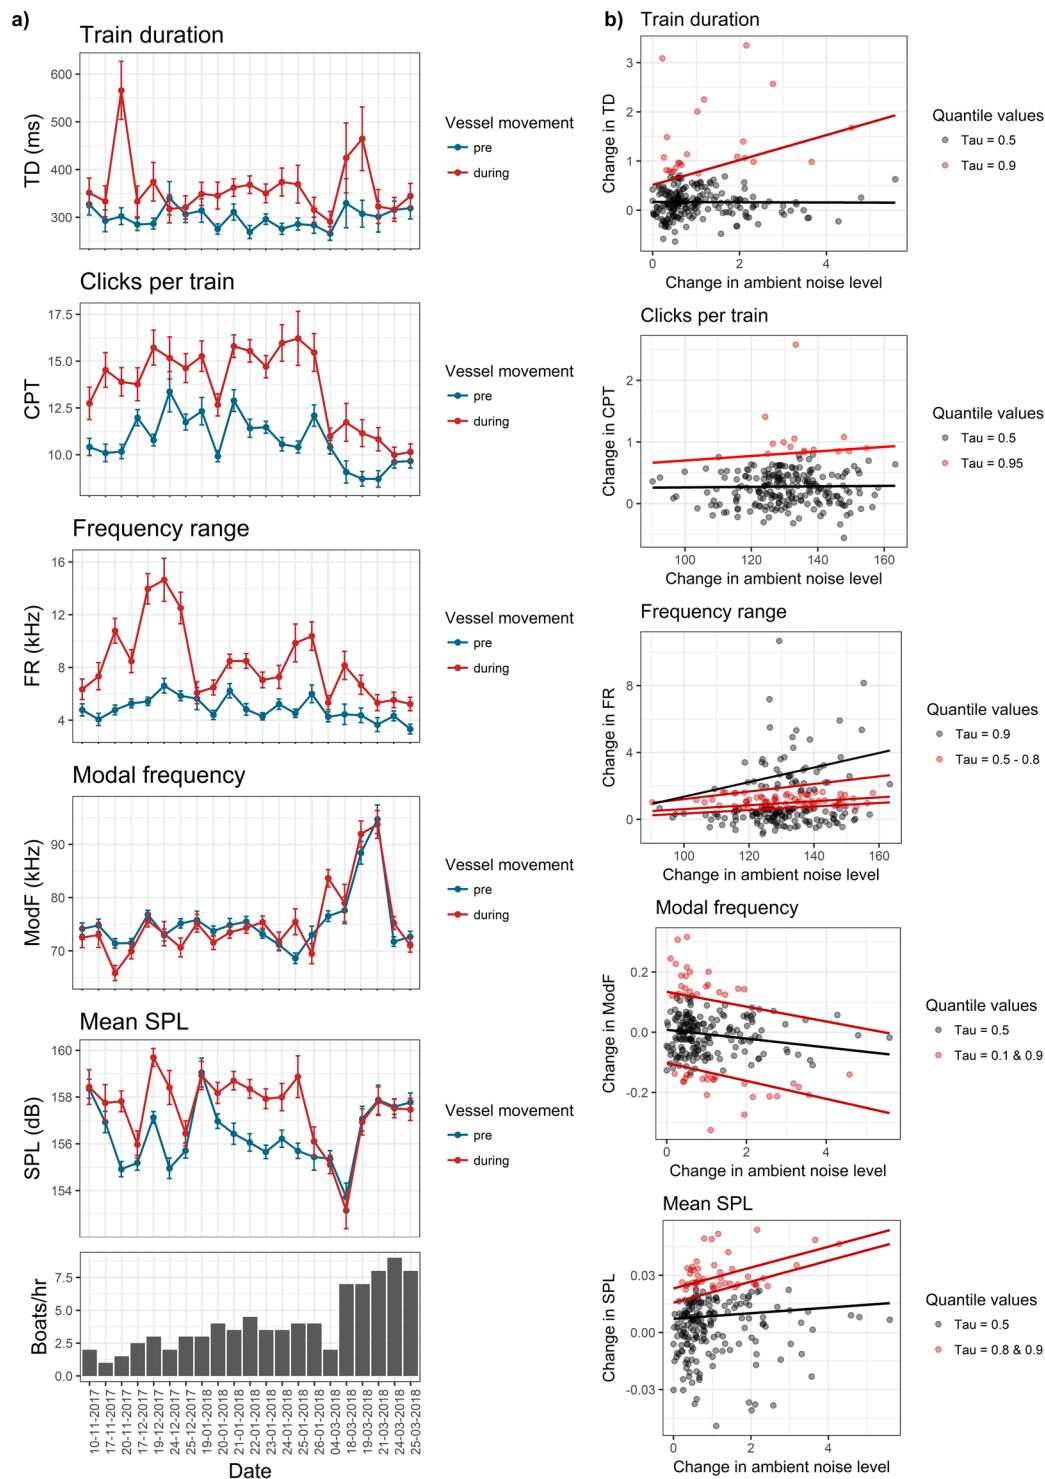 a)
Train duration
600
500
400
300
TD (ms)
Vessel movement
pre
during
Clicks per train
17.5
15.0
12.5
10.0
CPT
Vessel movement
pre
during
Frequency range
16
12
8
4
FR (kHz)
Vessel movement
pre
during
Modal frequency
90
80
70
ModF (kHz)
Vessel movement
pre
during
Mean SPL
160
158
156
154
SPL (dB)
Vessel movement
pre
during
7.5
5.0
2.5
0.0
Boats/hr
10-11-2017
17-11-2017
20-11-2017
17-12-2017
19-12-2017
24-12-2017
25-12-2017
19-01-2018
20-01-2018
21-01-2018
22-01-2018
23-01-2018
24-01-2018
25-01-2018
26-01-2018
04-03-2018
18-03-2018
19-03-2018
21-03-2018
24-03-2018
25-03-2018
Date
b)
Train duration
3
2
1
0
Change in TD
0 2 4
Change in ambient noise level
Quantile values
Tau = 0.5
Tau = 0.9
Clicks per train
2
1
0
Change in CPT
100 120 140 160
Change in ambient noise level
Quantile values
Tau = 0.5
Tau = 0.95
Frequency range
8
4
0
Change in FR
100 120 140 160
Change in ambient noise level
Quantile values
Tau = 0.9
Tau = 0.5 - 0.8
Modal frequency
0.2
0.0
-0.2
Change in ModF
0 2 4
Change in ambient noise level
Quantile values
Tau = 0.5
Tau = 0.1 & 0.9
Mean SPL
0.03
0.00
-0.03
Change in SPL
0 2 4
Change in ambient noise level
Quantile values
Tau = 0.5
Tau = 0.8 & 0.9